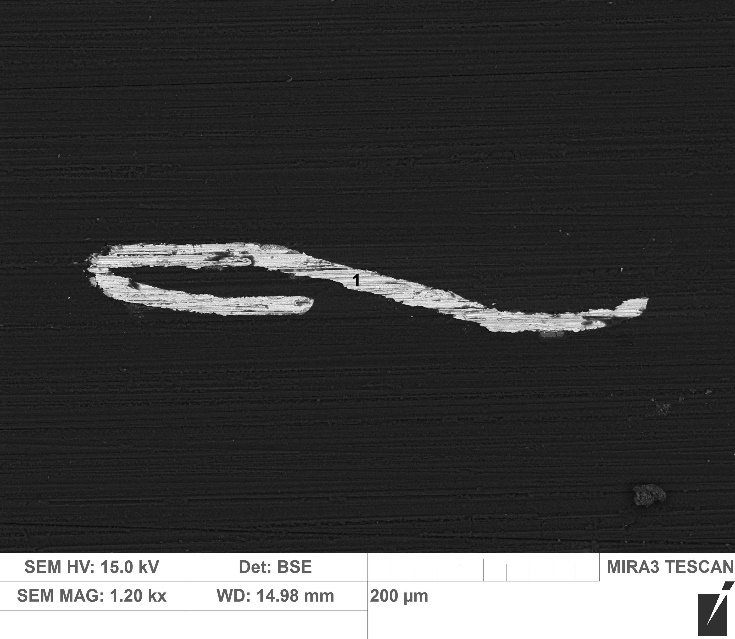 1
SEM HV: 15.0 kV Det: BSE MIRA3 TESCAN
SEM MAG: 1.20 kx WD: 14.98 mm 200 µm